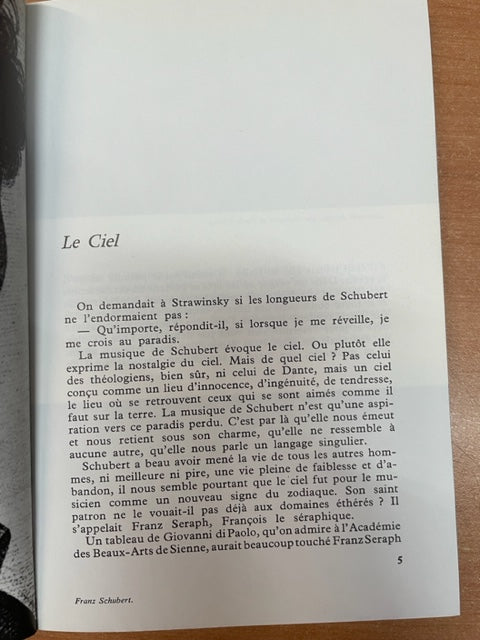 Le Ciel
On demandait à Strawinsky si les longueurs de Schubert
ne l'endormaient pas :
— Qu'importe, répondit-il, si lorsque je me réveille, je
me crois au paradis.
La musique de Schubert évoque le ciel. Ou plutôt elle
exprime la nostalgie du ciel. Mais de quel ciel ? Pas celui
des théologiens, bien sûr, ni celui de Dante, mais un ciel
conçu comme un lieu d'innocence, d'ingénuité, de tendresse,
le lieu où se retrouvent ceux qui se sont aimés comme il
faut sur la terre. La musique de Schubert n'est qu'une aspi-
ration vers ce paradis perdu. C'est par là qu'elle nous émeut
et nous retient sous son charme, qu'elle ne ressemble à
aucune autre, qu'elle nous parle un langage singulier.
Schubert a beau avoir mené la vie de tous les autres hom-
mes, ni meilleure ni pire, une vie pleine de faiblesse et d'a-
bandon, il nous semble pourtant que le ciel fut pour le mu-
sicien comme un nouveau signe du zodiaque. Son saint
patron ne le vouait-il pas déjà aux domaines éthérés ? Il
s'appelait Franz Seraph, François le séraphique.
Un tableau de Giovanni di Paolo, qu'on admire à l'Académie
des Beaux-Arts de Sienne, aurait beaucoup touché Franz Seraph
5
Franz Schubert.